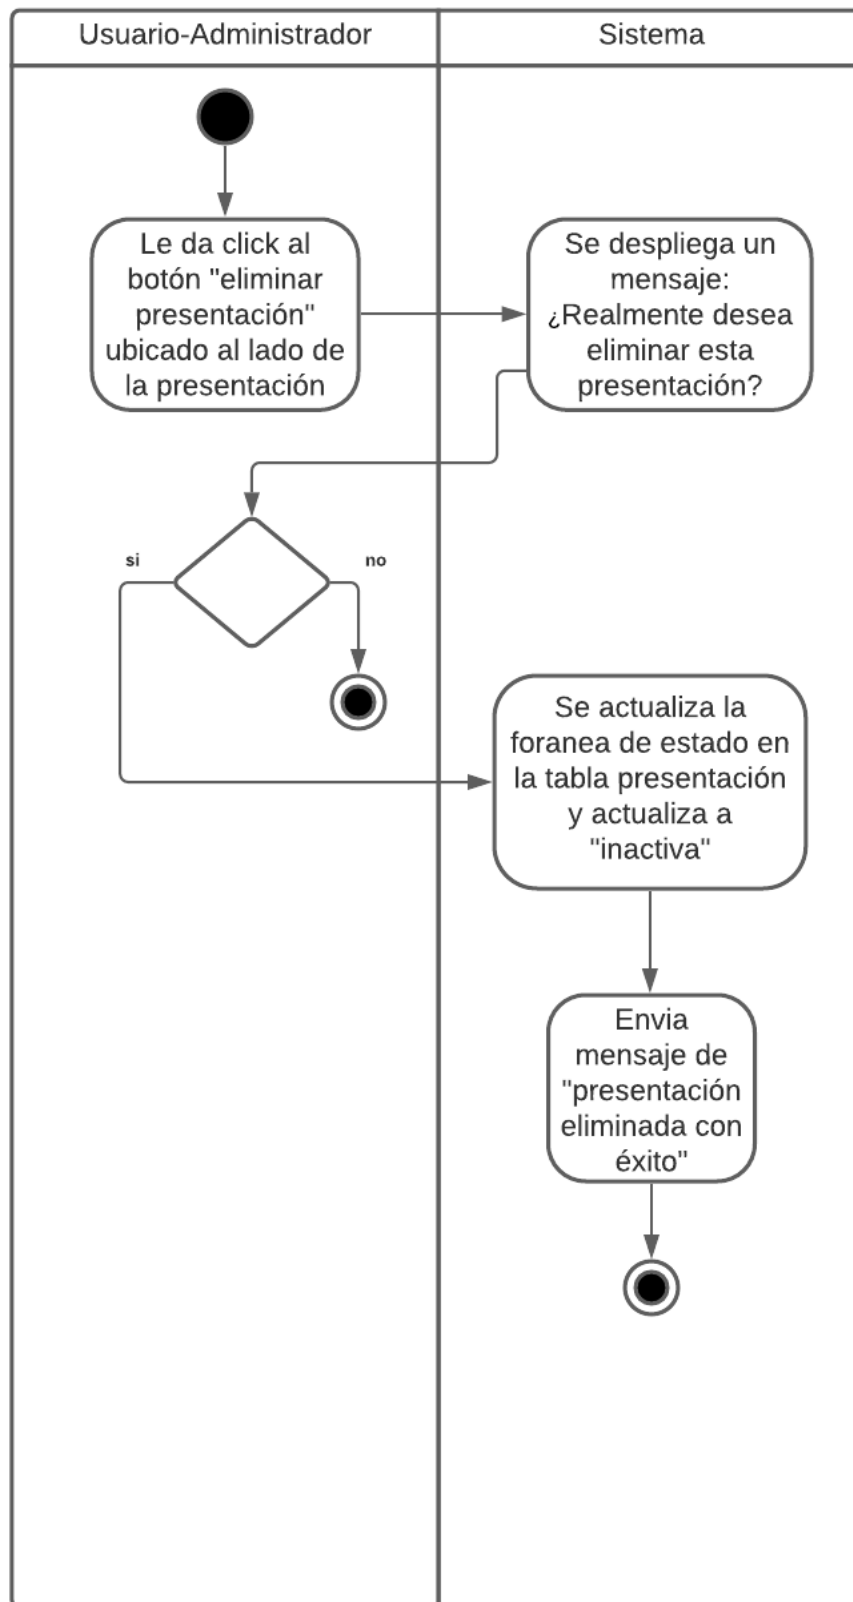 Usuario-Administrador
Sistema
Le da click al
botón "eliminar
presentación"
ubicado al lado de
la presentación
Se despliega un
mensaje:
¿Realmente desea
eliminar esta
presentación?
si
no
Se actualiza la
foranea de estado en
la tabla presentación
y actualiza a
"inactiva"
Envia
mensaje de
"presentación
eliminada con
éxito"